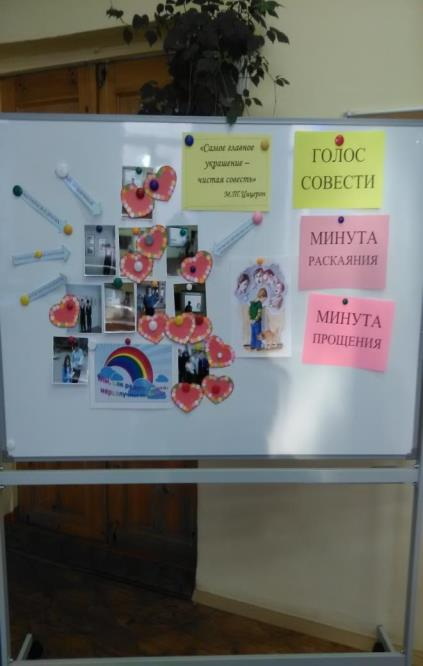 «Самое главное
украшение –
чистая совесть»
М.Т.Цицерон
ГОЛОС
СОВЕСТИ
МИНУТА
РАСКАЯНИЯ
МИНУТА
ПРОЩЕНИЯ